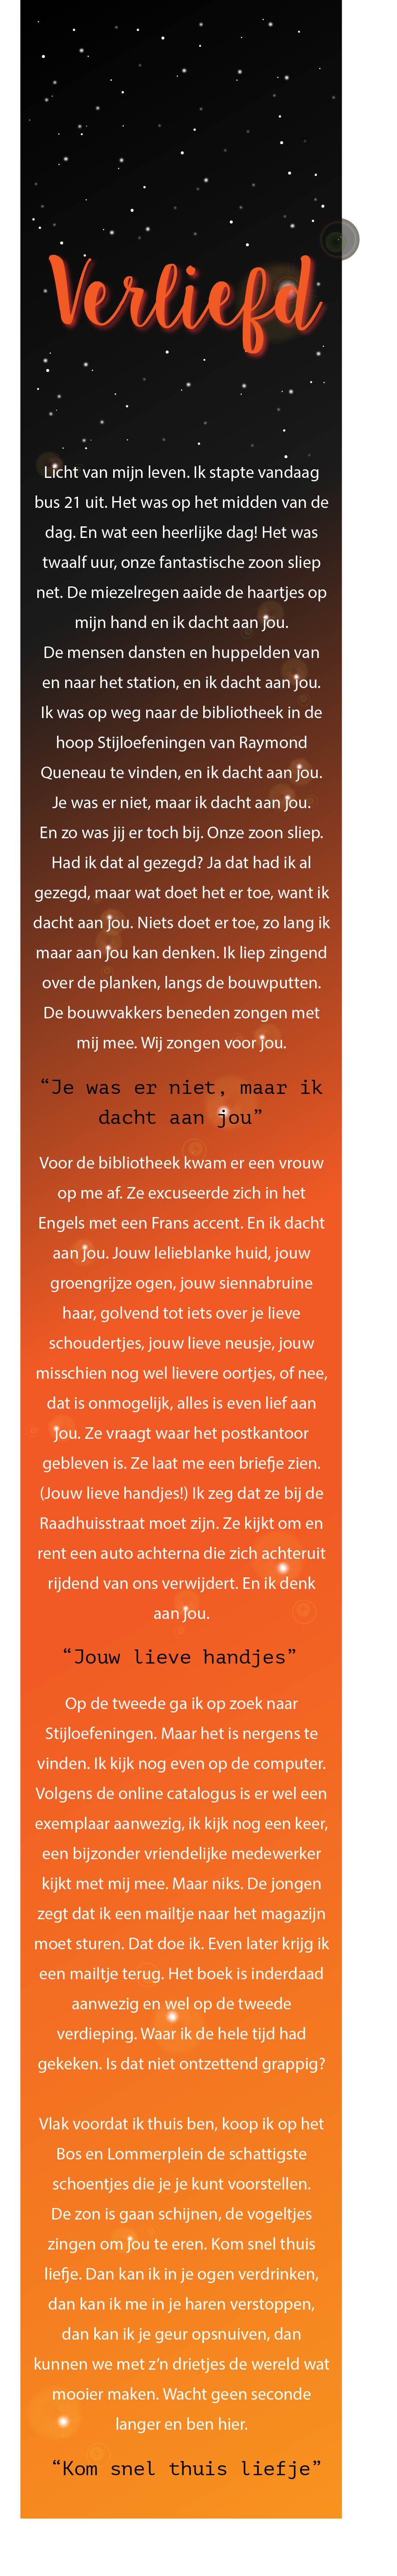 Verliefd
Licht van mijn leven. Ik stapte vandaag
bus 21 uit. Het was op het midden van de
dag. En wat een heerlijke dag! Het was
twaalf uur, onze fantastische zoon sliep
net. De miezelregen aaide de haartjes op
mijn hand en ik dacht aan jou.
De mensen dansten en huppelden van
en naar het station, en ik dacht aan jou.
Ik was op weg naar de bibliotheek in de
hoop Stijloefeningen van Raymond
Queneau te vinden, en ik dacht aan jou.
Je was er niet, maar ik dacht aan jou.
En zo was jij er toch bij. Onze zoon sliep.
Had ik dat al gezegd? Ja dat had ik al
gezegd, maar wat doet het er toe, want ik
dacht aan jou. Niets doet er toe, zo lang ik
maar aan jou kan denken. Ik liep zingend
over de planken, langs de bouwputten.
De bouwvakkers beneden zongen met
mij mee. Wij zongen voor jou.
“Je was er niet, maar ik
dacht aan jou”
Voor de bibliotheek kwam er een vrouw
op me af. Ze excuseerde zich in het
Engels met een Frans accent. En ik dacht
aan jou. Jouw lelieblanke huid, jouw
groengrijze ogen, jouw siennabruine
haar, golvend tot iets over je lieve
schoudertjes, jouw lieve neusje, jouw
misschien nog wel lievere oortjes, of nee,
dat is onmogelijk, alles is even lief aan
jou. Ze vraagt waar het postkantoor
gebleven is. Ze laat me een briefje zien.
(Jouw lieve handjes!) Ik zeg dat ze bij de
Raadhuisstraat moet zijn. Ze kijkt om en
rent een auto achterna die zich achteruit
rijdend van ons verwijdert. En ik denk
aan jou.
“Jouw lieve handjes”
Op de tweede ga ik op zoek naar
Stijloefeningen. Maar het is nergens te
vinden. Ik kijk nog even op de computer.
Volgens de online catalogus is er wel een
exemplaar aanwezig, ik kijk nog een keer,
een bijzonder vriendelijke medewerker
kijkt met mij mee. Maar niks. De jongen
zegt dat ik een mailtje naar het magazijn
moet sturen. Dat doe ik. Even later krijg ik
een mailtje terug. Het boek is inderdaad
aanwezig en wel op de tweede
verdieping. Waar ik de hele tijd had
gekeken. Is dat niet ontzettend grappig?
Vlak voordat ik thuis ben, koop ik op het
Bos en Lommerplein de schattigste
schoentjes die je je kunt voorstellen.
De zon is gaan schijnen, de vogeltjes
zingen om jou te eren. Kom snel thuis
liefje. Dan kan ik in je ogen verdrinken,
dan kan ik me in je haren verstoppen,
dan kan ik je geur opsnuiven, dan
kunnen we met z’n drietjes de wereld wat
mooier maken. Wacht geen seconde
langer en ben hier.
“Kom snel thuis liefje”